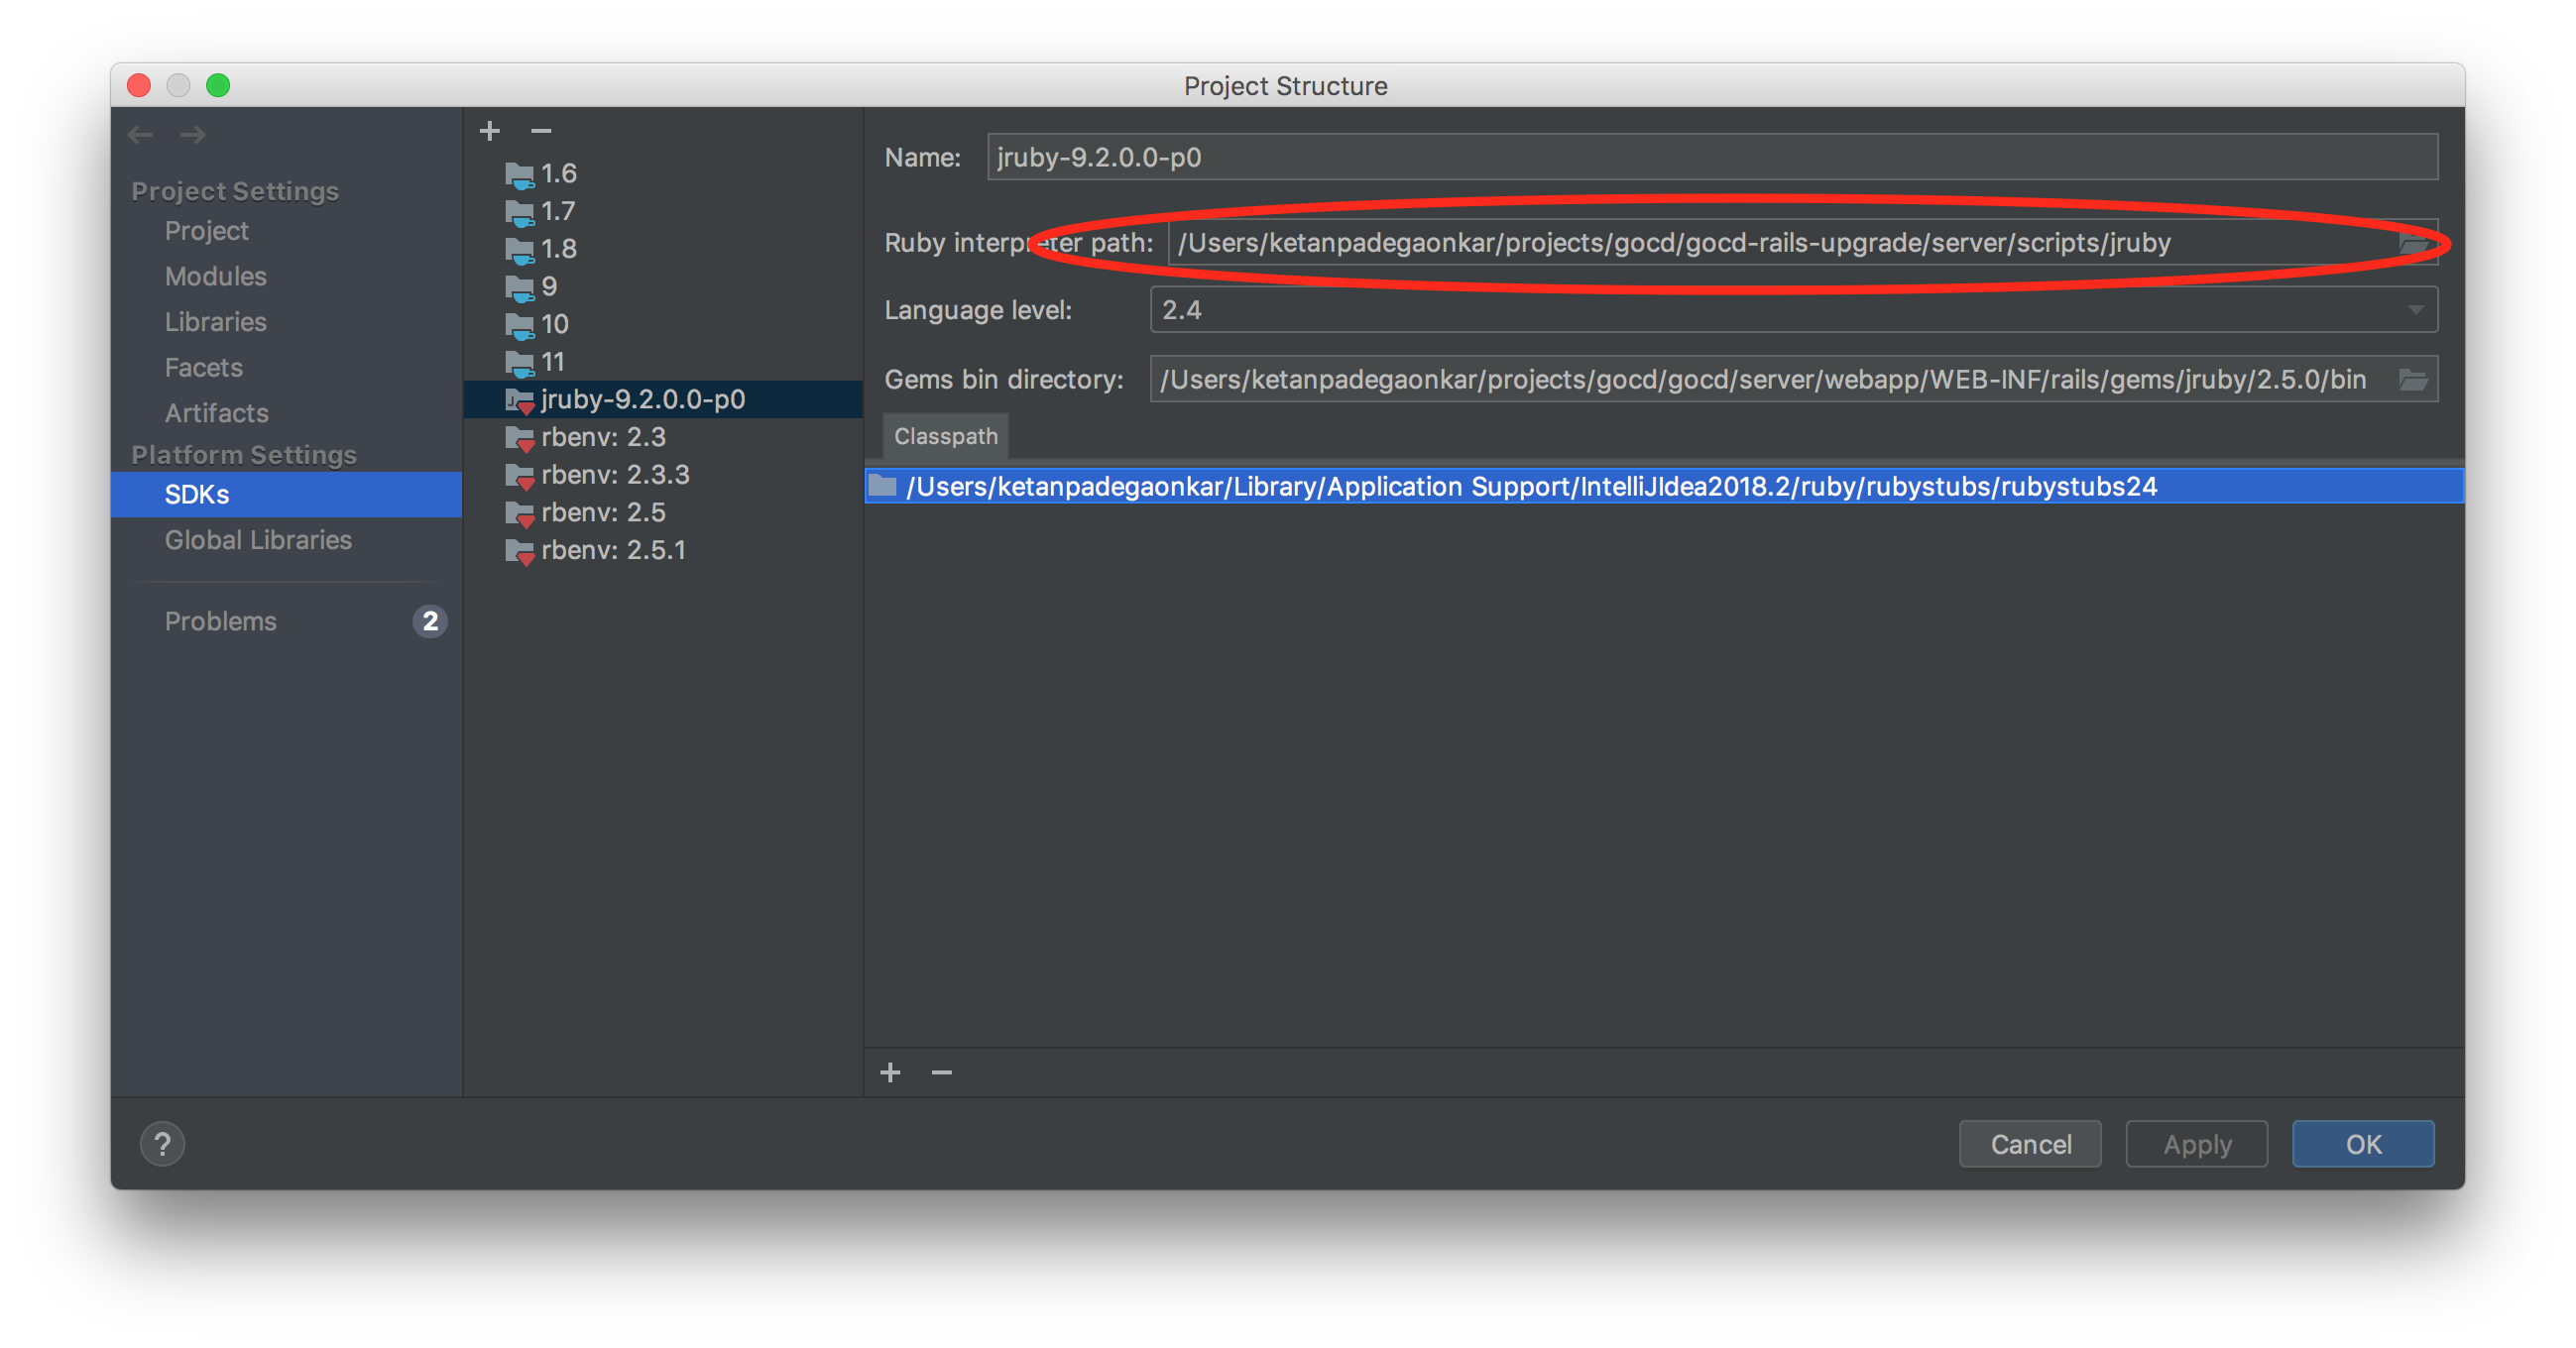 Project Structure
Project Settings
Project
Modules
Libraries
Facets
Artifacts
Platform Settings
SDKs
Global Libraries
Problems 2
1.6
1.7
1.8
9
10
11
jruby-9.2.0.0-p0
rbenv: 2.3
rbenv: 2.3.3
rbenv: 2.5
rbenv: 2.5.1
Name: jruby-9.2.0.0-p0
Ruby interpreter path: /Users/ketanpadegaonkar/projects/gocd/gocd-rails-upgrade/server/scripts/jruby
Language level: 2.4
Gems bin directory: /Users/ketanpadegaonkar/projects/gocd/gocd/server/webapp/WEB-INF/rails/gems/jruby/2.5.0/bin
Classpath
/Users/ketanpadegaonkar/Library/Application Support/IntelliJIdea2018.2/ruby/rubystubs/rubystubs24
? Cancel Apply OK